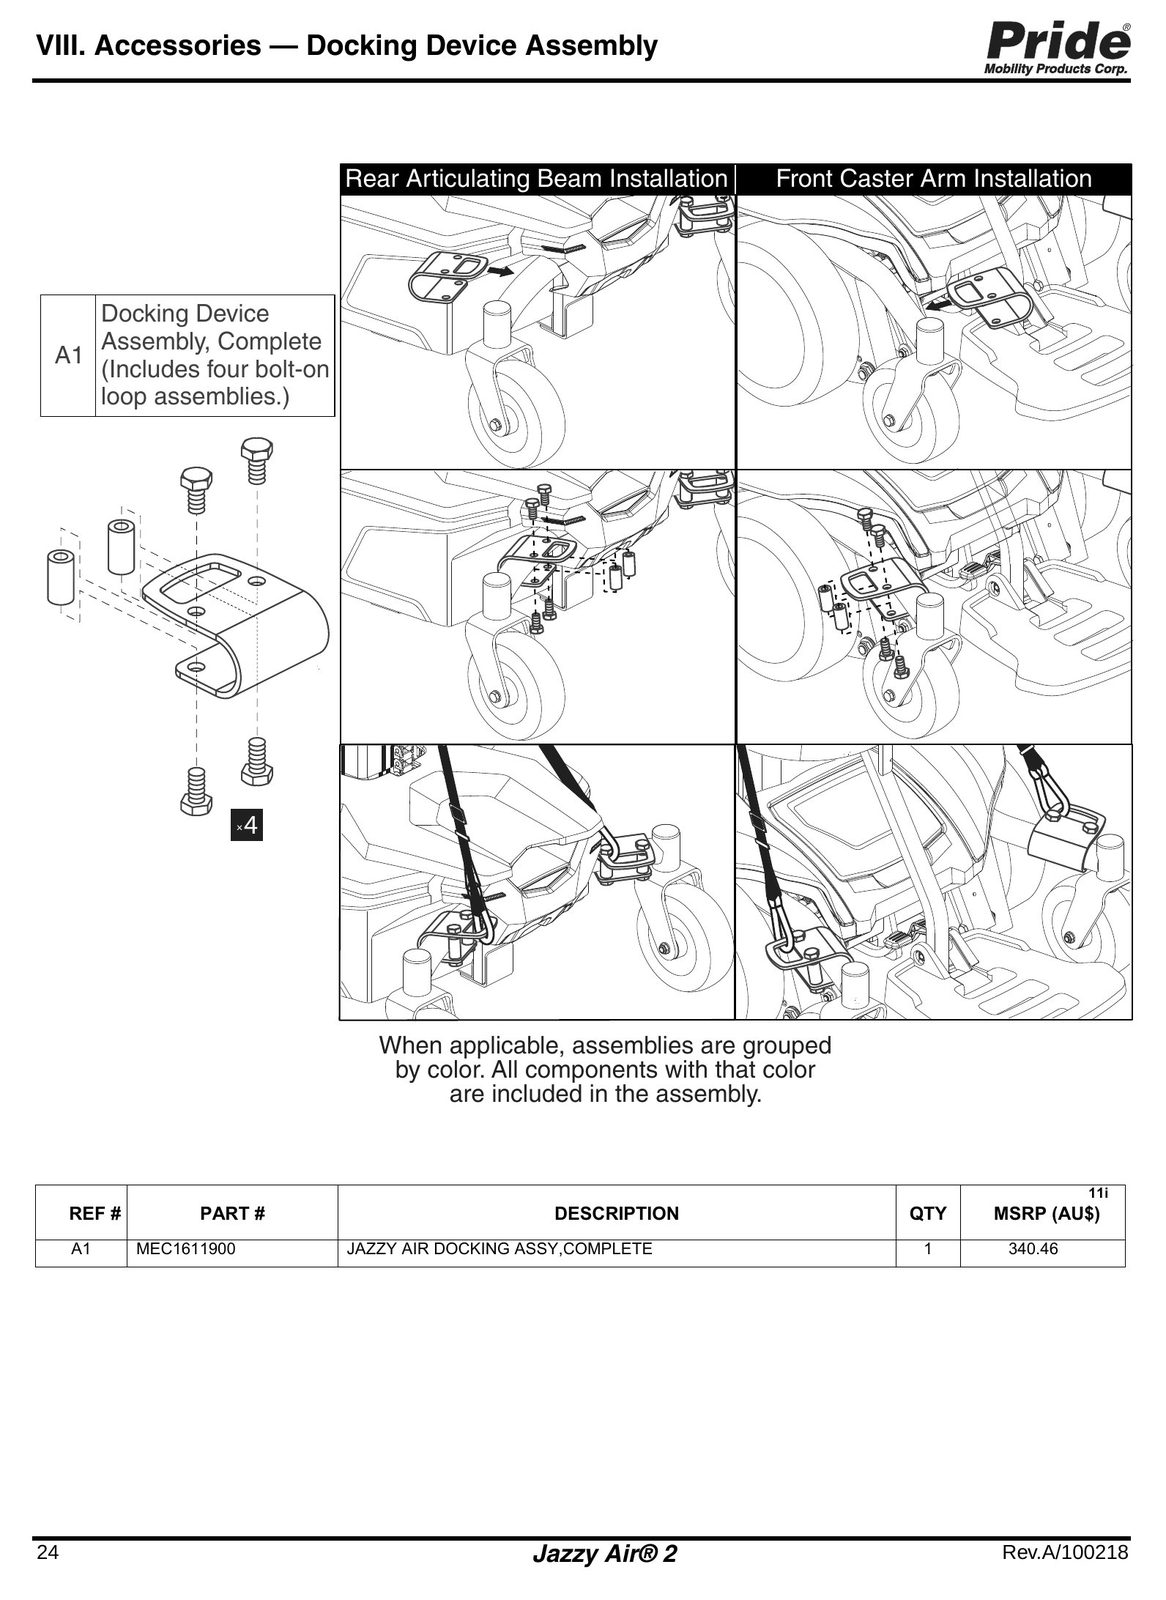 VIII. Accessories — Docking Device Assembly
Pride®
Mobility Products Corp.
Rear Articulating Beam Installation
Front Caster Arm Installation
A1
Docking Device
Assembly, Complete
(Includes four bolt-on
loop assemblies.)
x4
When applicable, assemblies are grouped
by color. All components with that color
are included in the assembly.
11i
REF # PART # DESCRIPTION QTY MSRP (AU$)
A1 MEC1611900 JAZZY AIR DOCKING ASSY,COMPLETE 1 340.46
24 Jazzy Air® 2 Rev.A/100218